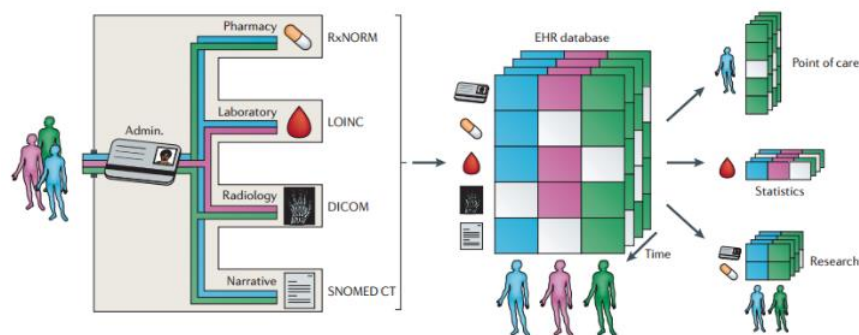 Pharmacy
RxNORM
Laboratory
LOINC
Admin.
Radiology
DICOM
Narrative
SNOMED CT
EHR database
Time
Point of care
Statistics
Research